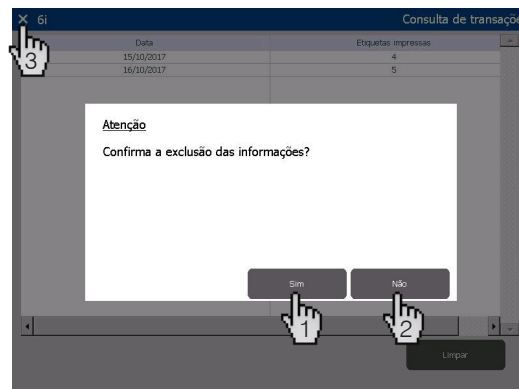 × 6i Consulta de transaçõe
Data Etiquetas impressas
15/10/2017 4
16/10/2017 5
Atenção
Confirma a exclusão das informações?
Sim Não
3
1
2
Limpar